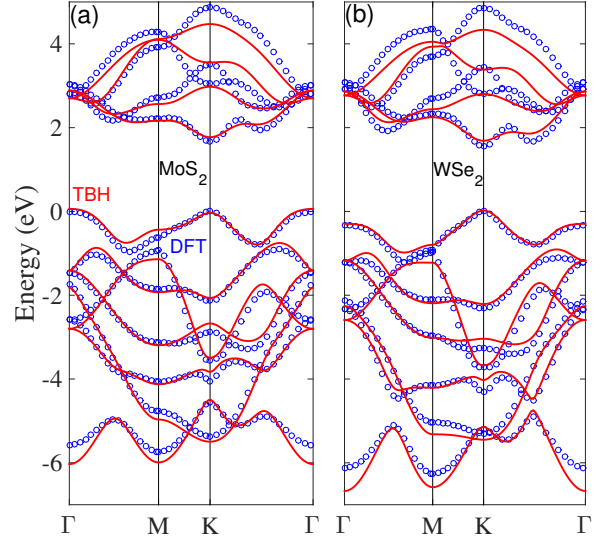 (a)
(b)
4
2
0
-2
-4
-6
Energy (eV)
MoS2
WSe2
TBH
DFT
Γ M K Γ Γ M K Γ